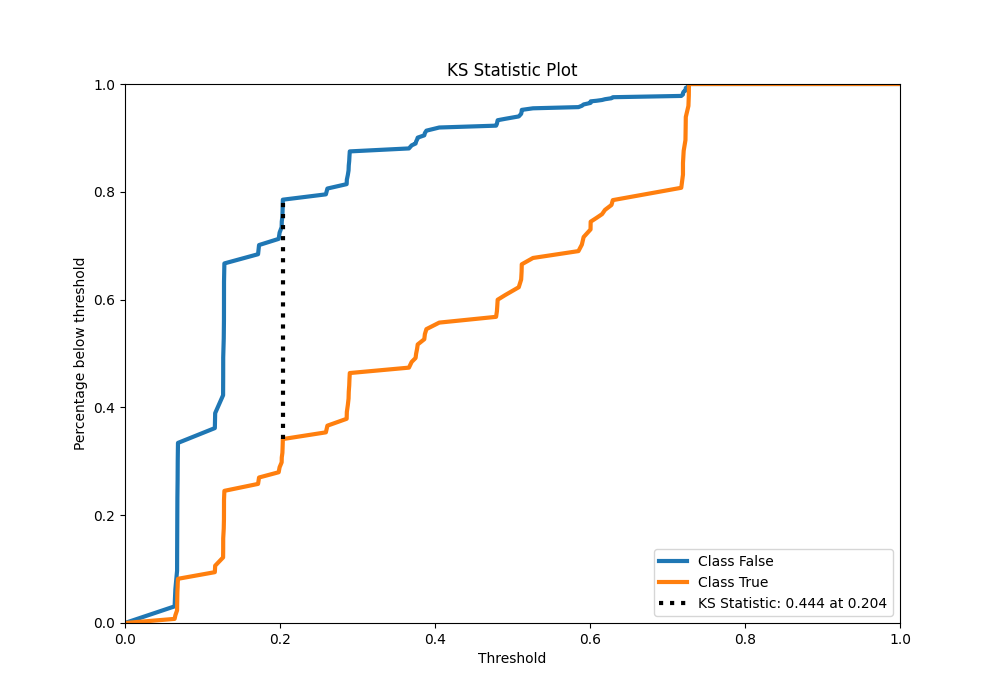 KS Statistic Plot
1.0
0.8
0.6
0.4
0.2
0.0
Percentage below threshold
0.0 0.2 0.4 0.6 0.8 1.0
Threshold
Class False
Class True
KS Statistic: 0.444 at 0.204